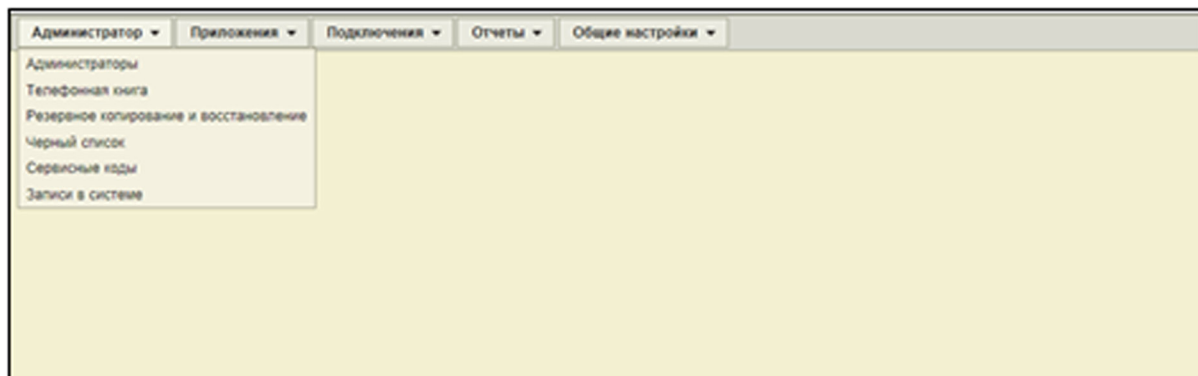 Администратор Приложения Подключения Отчеты Общие настройки
Администраторы
Телефонная книга
Резервное копирование и восстановление
Черный список
Сервисные коды
Записи в системе